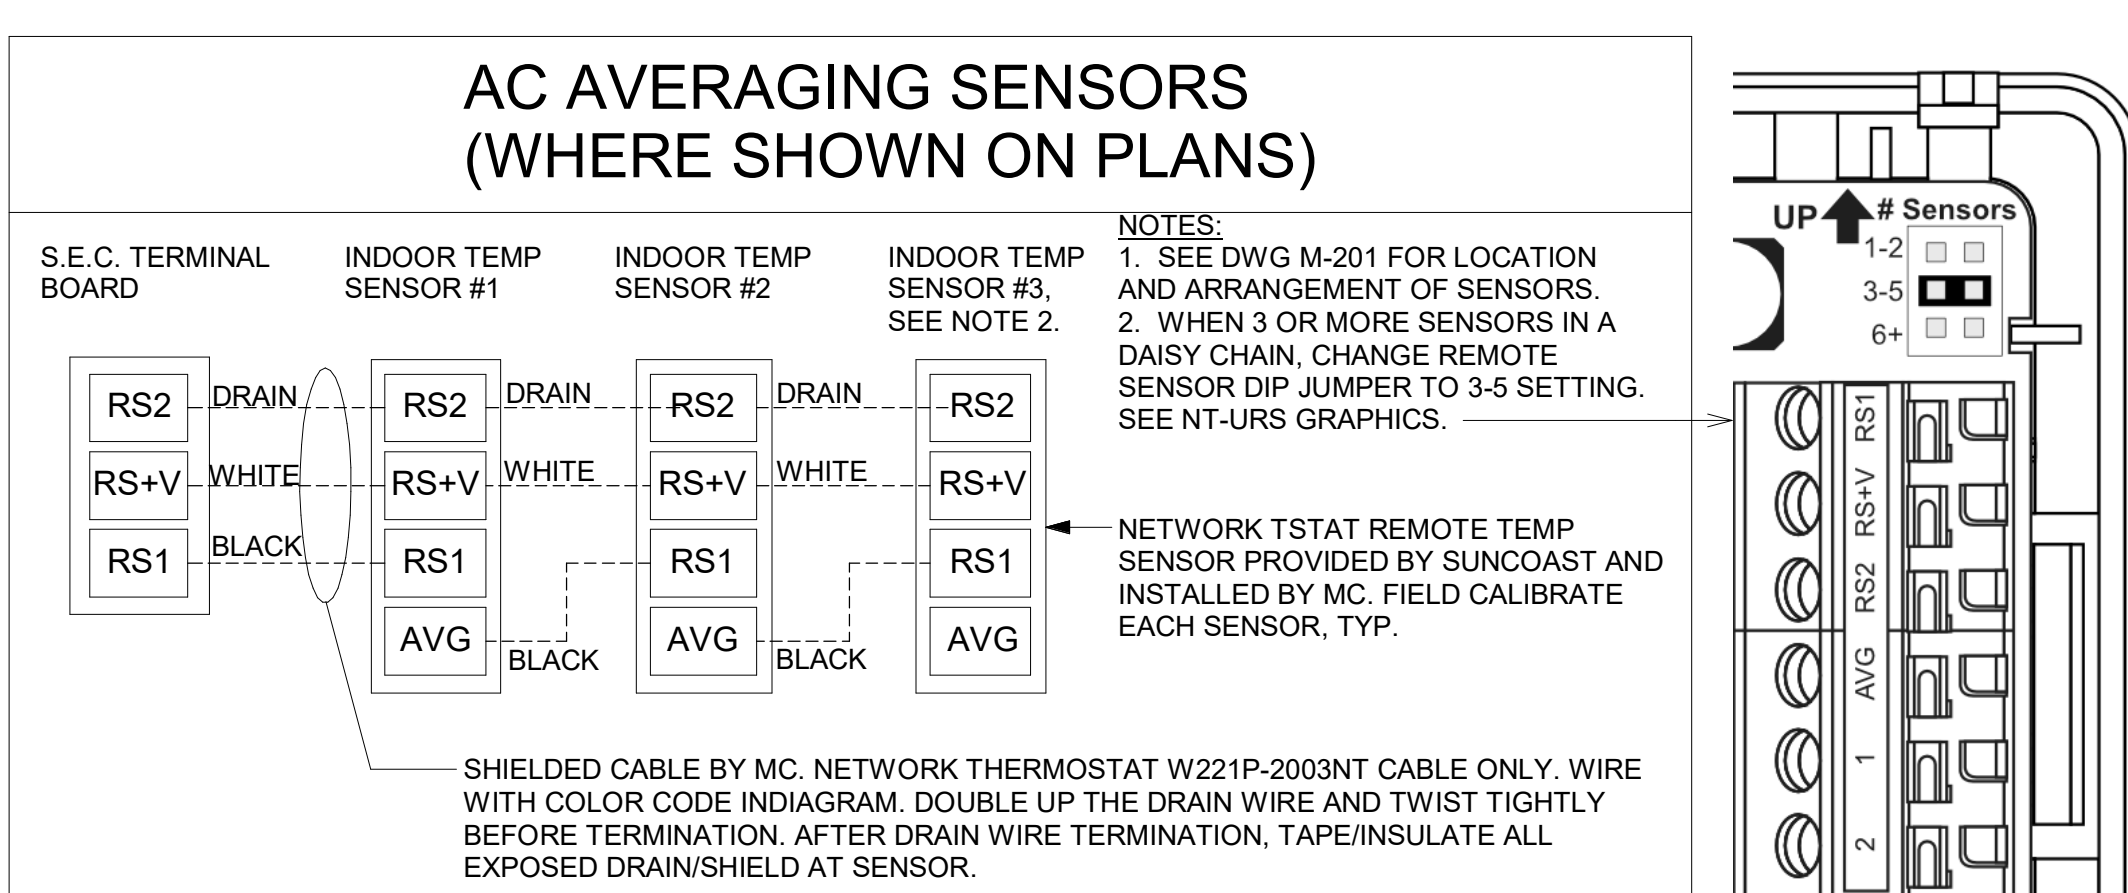 AC AVERAGING SENSORS
(WHERE SHOWN ON PLANS)
S.E.C. TERMINAL
BOARD
INDOOR TEMP
SENSOR #1
INDOOR TEMP
SENSOR #2
INDOOR TEMP
SENSOR #3,
SEE NOTE 2.
NOTES:
1. SEE DWG M-201 FOR LOCATION
AND ARRANGEMENT OF SENSORS.
2. WHEN 3 OR MORE SENSORS IN A
DAISY CHAIN, CHANGE REMOTE
SENSOR DIP JUMPER TO 3-5 SETTING.
SEE NT-URS GRAPHICS.
RS2 DRAIN RS2 DRAIN RS2 DRAIN RS2
RS+V WHITE RS+V WHITE RS+V WHITE RS+V
RS1 BLACK RS1 RS1 RS1
AVG BLACK AVG BLACK AVG
NETWORK TSTAT REMOTE TEMP
SENSOR PROVIDED BY SUNCOAST AND
INSTALLED BY MC. FIELD CALIBRATE
EACH SENSOR, TYP.
SHIELDED CABLE BY MC. NETWORK THERMOSTAT W221P-2003NT CABLE ONLY. WIRE
WITH COLOR CODE INDIAGRAM. DOUBLE UP THE DRAIN WIRE AND TWIST TIGHTLY
BEFORE TERMINATION. AFTER DRAIN WIRE TERMINATION, TAPE/INSULATE ALL
EXPOSED DRAIN/SHIELD AT SENSOR.
UP # Sensors
1-2
3-5
6+
RS1
RS+V
RS2
AVG
1
2